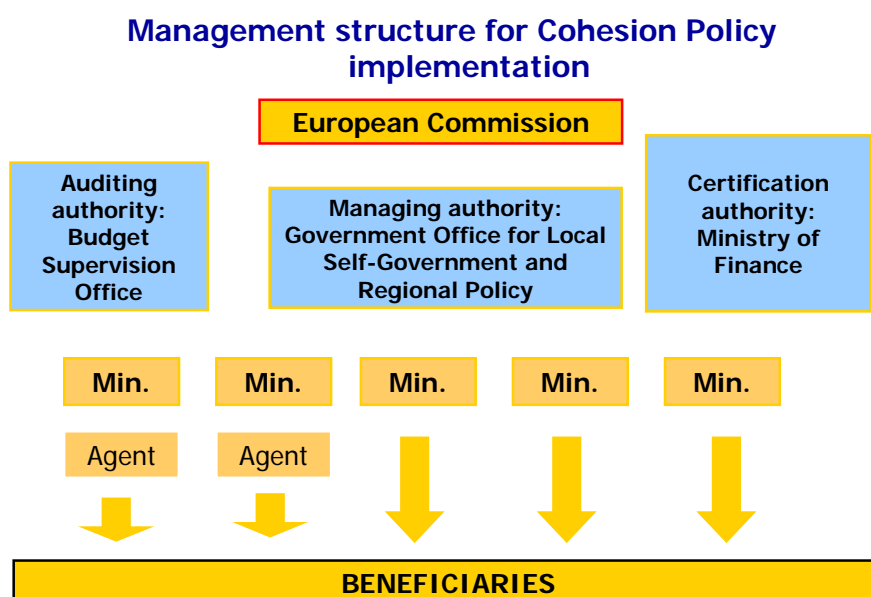 Management structure for Cohesion Policy
implementation
European Commission
Auditing
authority:
Budget
Supervision
Office
Managing authority:
Government Office for Local
Self-Government and
Regional Policy
Certification
authority:
Ministry of
Finance
Min.
Min.
Min.
Min.
Min.
Agent
Agent
BENEFICIARIES